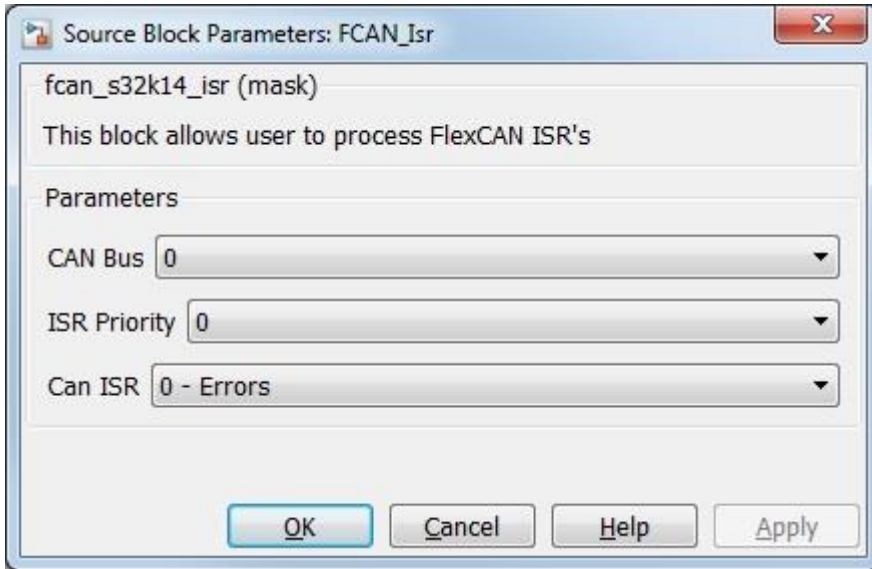 Source Block Parameters: FCAN_Isr
fcan_s32k14_isr (mask)
This block allows user to process FlexCAN ISR's
Parameters
CAN Bus 0
ISR Priority 0
Can ISR 0 - Errors
OK Cancel Help Apply